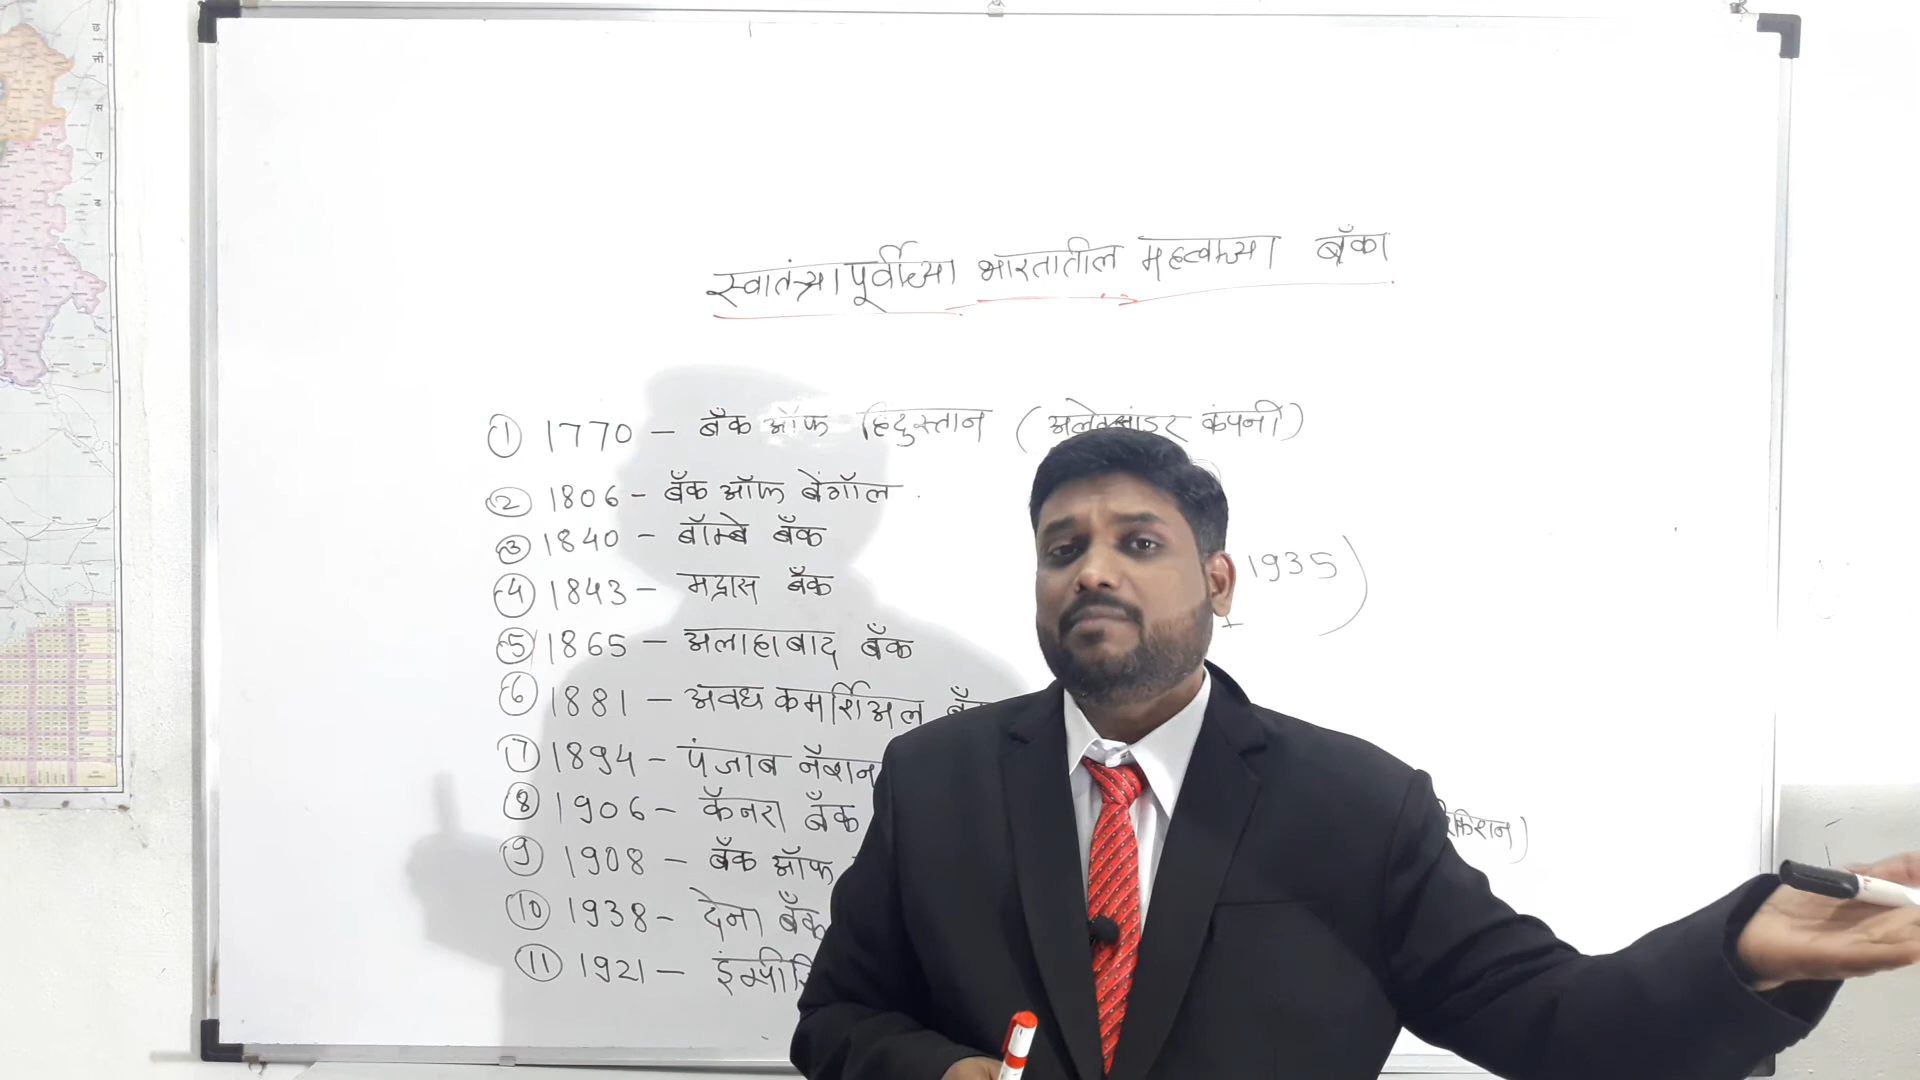 स्वातंत्र्यापूर्वीच्या भारतातील महत्वाच्या बँका
① 1770 – बँक ऑफ हिंदुस्तान (अलेक्झांडर कंपनी)
② 1806 – बँक ऑफ बेंगॉल
③ 1840 – बॉम्बे बँक
1935)
④ 1843 – मद्रास बँक
⑤ 1865 – अलाहाबाद बँक
⑥ 1881 – अवध कमर्शिअल
⑦ 1894 – पंजाब नॅशन
⑧ 1906 – कॅनरा बँक
⑨ 1908 – बँक ऑफ
⑩ 1938 – देना बँक
⑪ 1921 –